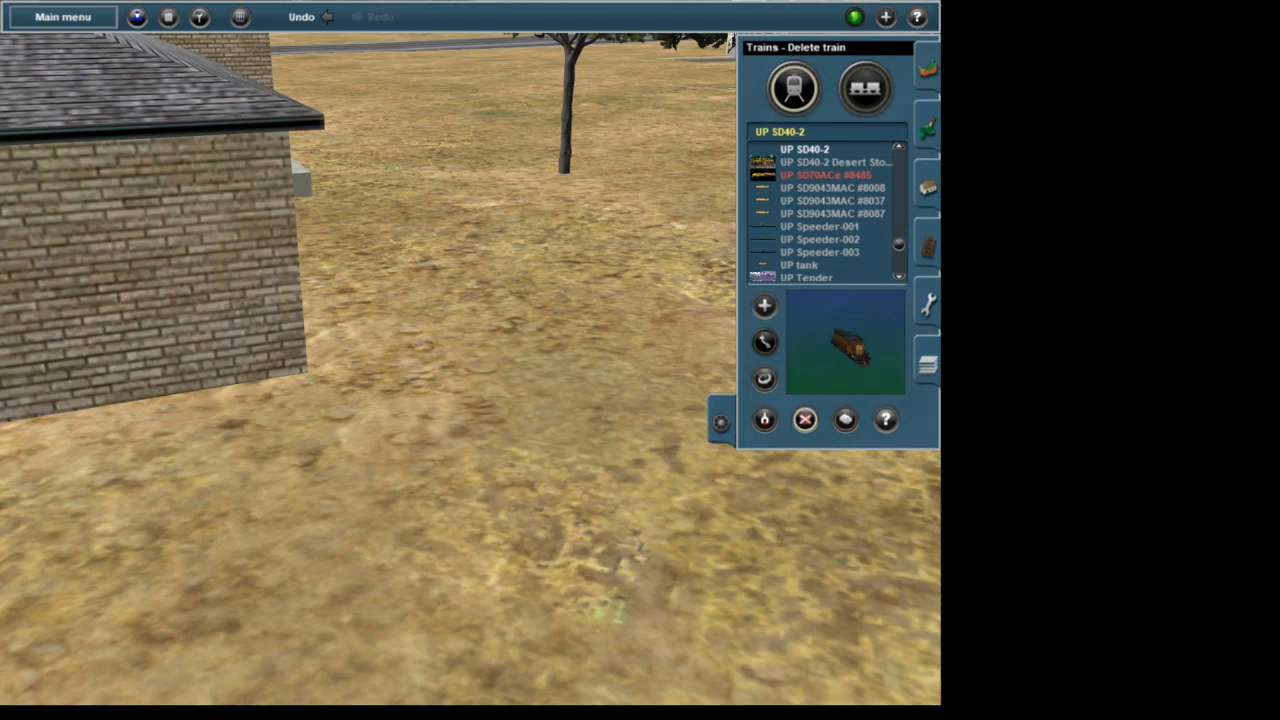 Main menu
Undo
Redo
?
Trains - Delete train
UP SD40-2
UP SD40-2
UP SD40-2 Desert Sto...
UP SD70ACe #8485
UP SD9043MAC #8008
UP SD9043MAC #8037
UP SD9043MAC #8087
UP Speeder-001
UP Speeder-002
UP Speeder-003
UP tank
UP Tender
?